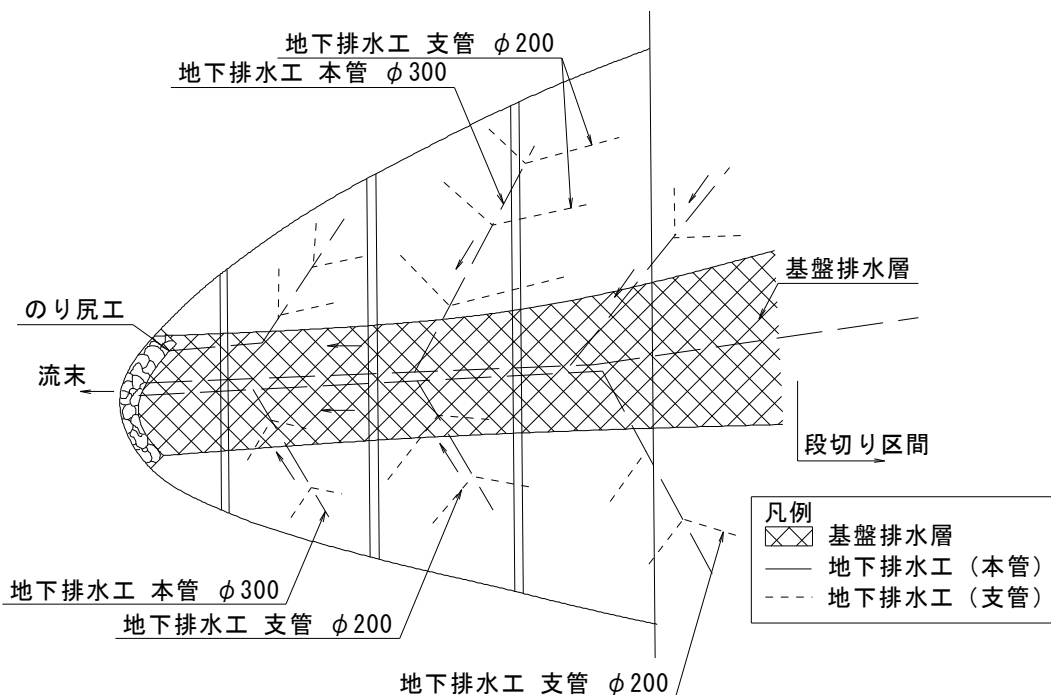 地下排水工 支管 φ200
地下排水工 本管 φ300
基盤排水層
のり尻工
流末
段切り区間
凡例
基盤排水層
地下排水工（本管）
地下排水工（支管）
地下排水工 本管 φ300
地下排水工 支管 φ200
地下排水工 支管 φ200